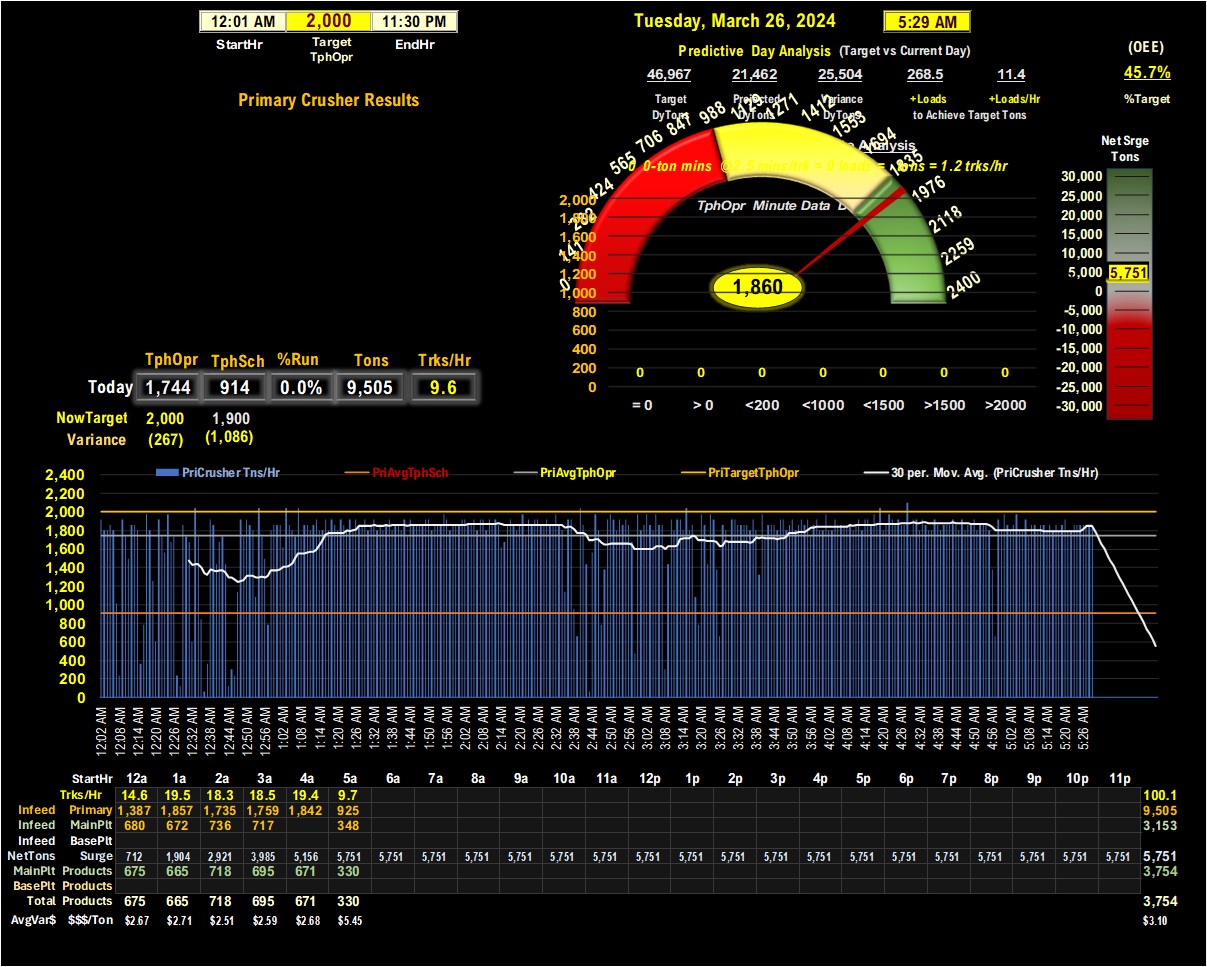 12:01 AM 2,000 11:30 PM
StartHr Target TphOpr EndHr
Tuesday, March 26, 2024 5:29 AM
Predictive Day Analysis (Target vs Current Day)
(OEE)
46,967 21,462 25,504 268.5 11.4
45.7%
Target DyTons Projected DyTons Variance DyTons +Loads +Loads/Hr
to Achieve Target Tons
%Target
Primary Crusher Results
Analysis
0-ton mins
= 1.2 trks/hr
TphOpr Minute Data
0 141 282 424 565 706 847 988 1129 1271 1412 1553 1694 1835 1976 2118 2259 2400
1,860
2,000
1,800
1,600
1,400
1,200
1,000
800
600
400
200
0
0 0 0 0 0 0 0
= 0 > 0 <200 <1000 <1500 >1500 >2000
Net Srge
Tons
30,000
25,000
20,000
15,000
10,000
5,000
0
-5,000
-10,000
-15,000
-20,000
-25,000
-30,000
5,751
TphOpr TphSch %Run Tons Trks/Hr
Today 1,744 914 0.0% 9,505 9.6
NowTarget 2,000 1,900
Variance (267) (1,086)
PriCrusher Tns/Hr PriAvgTphSch PriAvgTphOpr PriTargetTphOpr 30 per. Mov. Avg. (PriCrusher Tns/Hr)
2,400
2,200
2,000
1,800
1,600
1,400
1,200
1,000
800
600
400
200
0
12:02 AM 12:08 AM 12:14 AM 12:20 AM 12:26 AM 12:32 AM 12:38 AM 12:44 AM 12:50 AM 12:56 AM 1:02 AM 1:08 AM 1:14 AM 1:20 AM 1:26 AM 1:32 AM 1:38 AM 1:44 AM 1:50 AM 1:56 AM 2:02 AM 2:08 AM 2:14 AM 2:20 AM 2:26 AM 2:32 AM 2:38 AM 2:44 AM 2:50 AM 2:56 AM 3:02 AM 3:08 AM 3:14 AM 3:20 AM 3:26 AM 3:32 AM 3:38 AM 3:44 AM 3:50 AM 3:56 AM 4:02 AM 4:08 AM 4:14 AM 4:20 AM 4:26 AM 4:32 AM 4:38 AM 4:44 AM 4:50 AM 4:56 AM 5:02 AM 5:08 AM 5:14 AM 5:20 AM 5:26 AM
StartHr 12a 1a 2a 3a 4a 5a 6a 7a 8a 9a 10a 11a 12p 1p 2p 3p 4p 5p 6p 7p 8p 9p 10p 11p
Trks/Hr 14.6 19.5 18.3 18.5 19.4 9.7 100.1
Infeed Primary 1,387 1,857 1,735 1,759 1,842 925 9,505
Infeed MainPlt 680 672 736 717 348 3,153
Infeed BasePlt
NetTons Surge 712 1,904 2,921 3,985 5,156 5,751 5,751 5,751 5,751 5,751 5,751 5,751 5,751 5,751 5,751 5,751 5,751 5,751 5,751 5,751 5,751 5,751 5,751 5,751 5,751
MainPlt Products 675 665 718 695 671 330 3,754
BasePlt Products
Total Products 675 665 718 695 671 330 3,754
AvgVar$ $$$/Ton $2.67 $2.71 $2.51 $2.59 $2.68 $5.45 $3.10